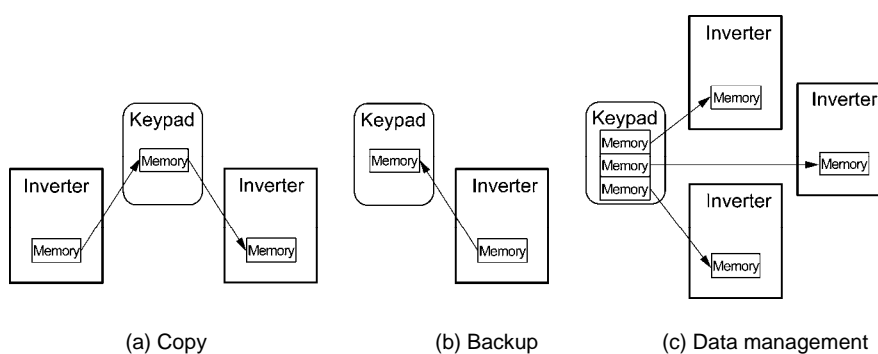 Keypad
Memory
Inverter
Memory
Inverter
Memory
(a) Copy
Keypad
Memory
Inverter
Memory
(b) Backup
Inverter
Memory
Keypad
Memory
Memory
Memory
Inverter
Memory
Inverter
Memory
(c) Data management